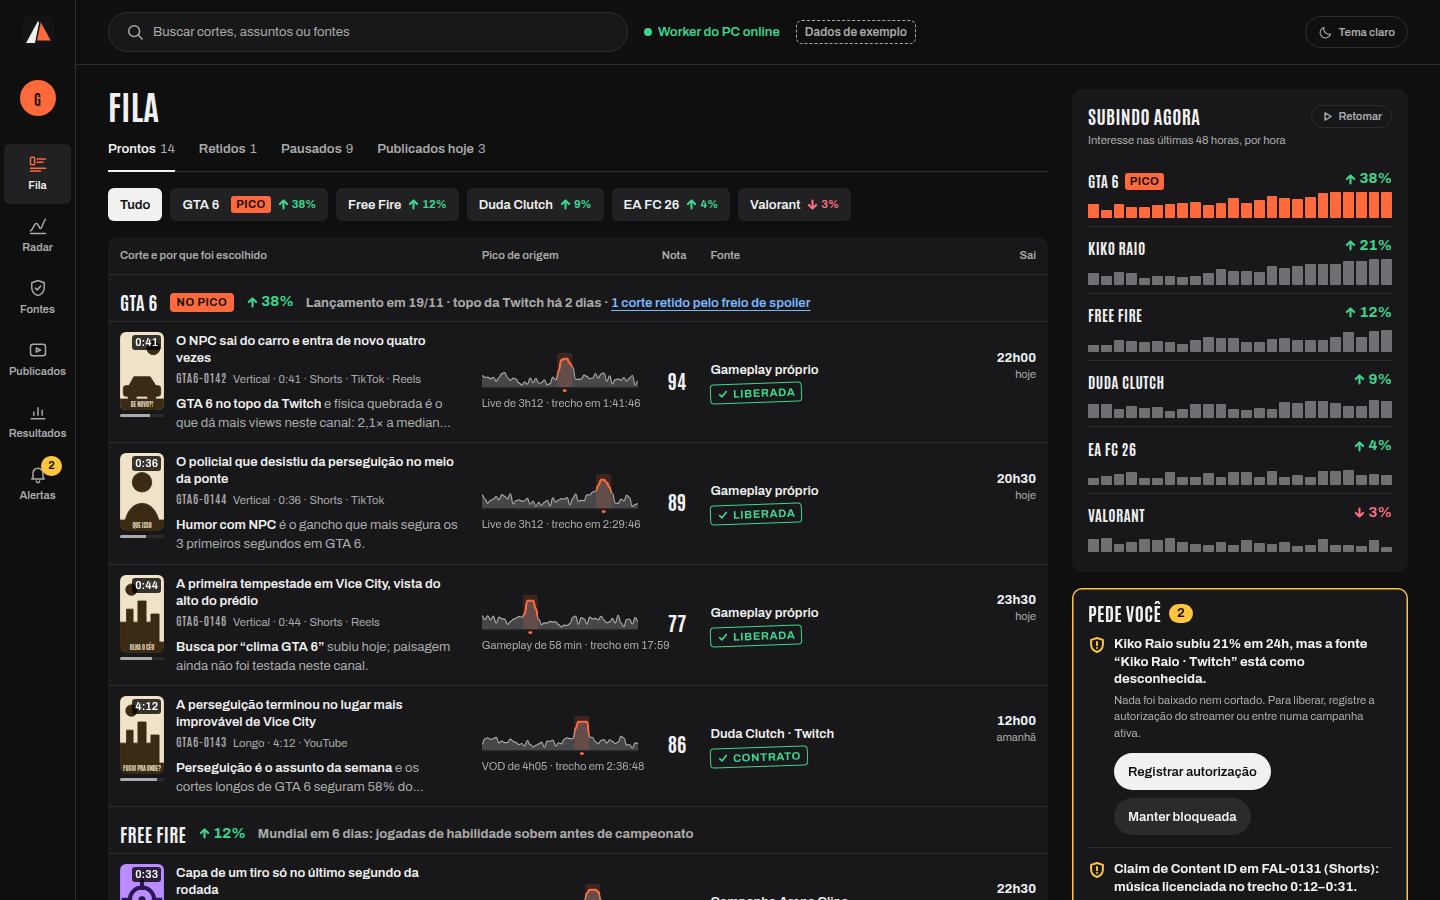 Buscar cortes, assuntos ou fontes
Worker do PC online
Dados de exemplo
Tema claro
G
Fila
Radar
Fontes
Publicados
Resultados
2
Alertas
FILA
Prontos 14
Retidos 1
Pausados 9
Publicados hoje 3
Tudo
GTA 6 PICO 38%
Free Fire 12%
Duda Clutch 9%
EA FC 26 4%
Valorant 3%
Corte e por que foi escolhido
Pico de origem
Nota
Fonte
Sai
GTA 6 NO PICO 38% Lançamento em 19/11 · topo da Twitch há 2 dias · 1 corte retido pelo freio de spoiler
0:41
DE NOVO?!
O NPC sai do carro e entra de novo quatro
vezes
GTA6-0142 Vertical · 0:41 · Shorts · TikTok · Reels
GTA 6 no topo da Twitch e física quebrada é o
que dá mais views neste canal: 2,1× a median…
Live de 3h12 · trecho em 1:41:46
94
Gameplay próprio
LIBERADA
22h00
hoje
0:36
QUE ISSO
O policial que desistiu da perseguição no meio
da ponte
GTA6-0144 Vertical · 0:36 · Shorts · TikTok
Humor com NPC é o gancho que mais segura os
3 primeiros segundos em GTA 6.
Live de 3h12 · trecho em 2:29:46
89
Gameplay próprio
LIBERADA
20h30
hoje
0:44
OLHA O CÉU
A primeira tempestade em Vice City, vista do
alto do prédio
GTA6-0146 Vertical · 0:44 · Shorts · Reels
Busca por “clima GTA 6” subiu hoje; paisagem
ainda não foi testada neste canal.
Gameplay de 58 min · trecho em 17:59
77
Gameplay próprio
LIBERADA
23h30
hoje
4:12
FUGIU PRA ONDE?
A perseguição terminou no lugar mais
improvável de Vice City
GTA6-0143 Longo · 4:12 · YouTube
Perseguição é o assunto da semana e os
cortes longos de GTA 6 seguram 58% do…
VOD de 4h05 · trecho em 2:36:48
86
Duda Clutch · Twitch
CONTRATO
12h00
amanhã
FREE FIRE 12% Mundial em 6 dias: jogadas de habilidade sobem antes de campeonato
0:33
Capa de um tiro só no último segundo da
rodada
22h30
SUBINDO AGORA
Retomar
Interesse nas últimas 48 horas, por hora
GTA 6 PICO 38%
KIKO RAIO 21%
FREE FIRE 12%
DUDA CLUTCH 9%
EA FC 26 4%
VALORANT 3%
PEDE VOCÊ 2
Kiko Raio subiu 21% em 24h, mas a fonte
“Kiko Raio · Twitch” está como
desconhecida.
Nada foi baixado nem cortado. Para liberar, registre a
autorização do streamer ou entre numa campanha
ativa.
Registrar autorização
Manter bloqueada
Claim de Content ID em FAL-0131 (Shorts):
música licenciada no trecho 0:12–0:31.